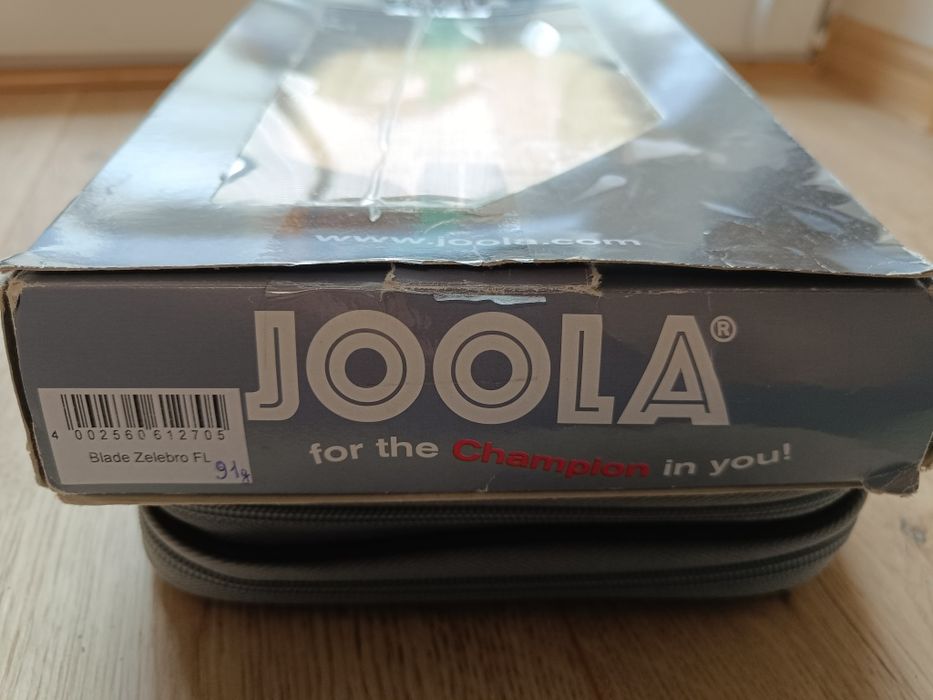 www.joola.com
JOOLA®
for the Champion in you!
4 002560 612705
Blade Zelebro FL
91g